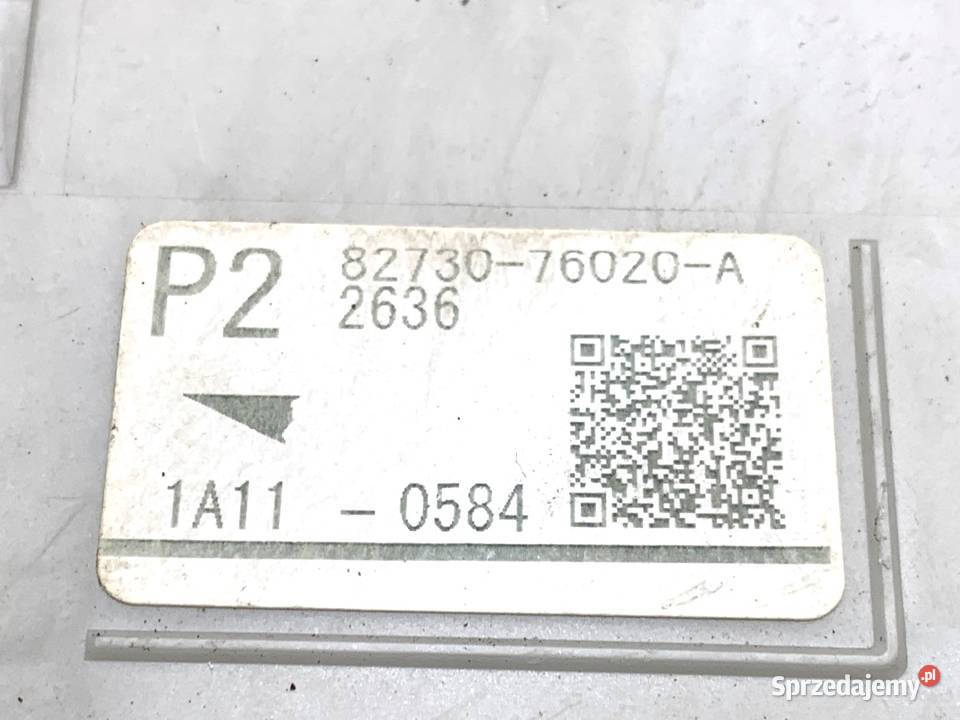 P2 82730-76020-A
2636
1A11 - 0584
Sprzedajemy.pl